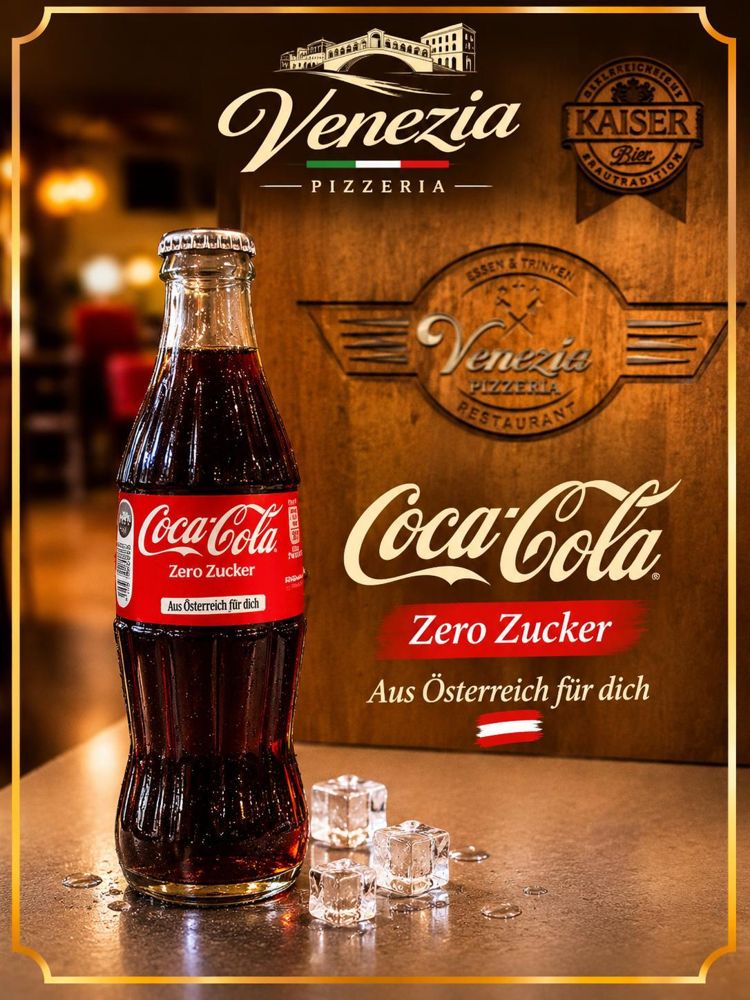 Venezia
PIZZERIA
KAISER
Bier
BRAUTRADITION
ESSEN & TRINKEN
Venezia
PIZZERIA
RESTAURANT
Coca-Cola
Zero Zucker
Aus Österreich für dich
Coca-Cola®
Zero Zucker
Aus Österreich für dich